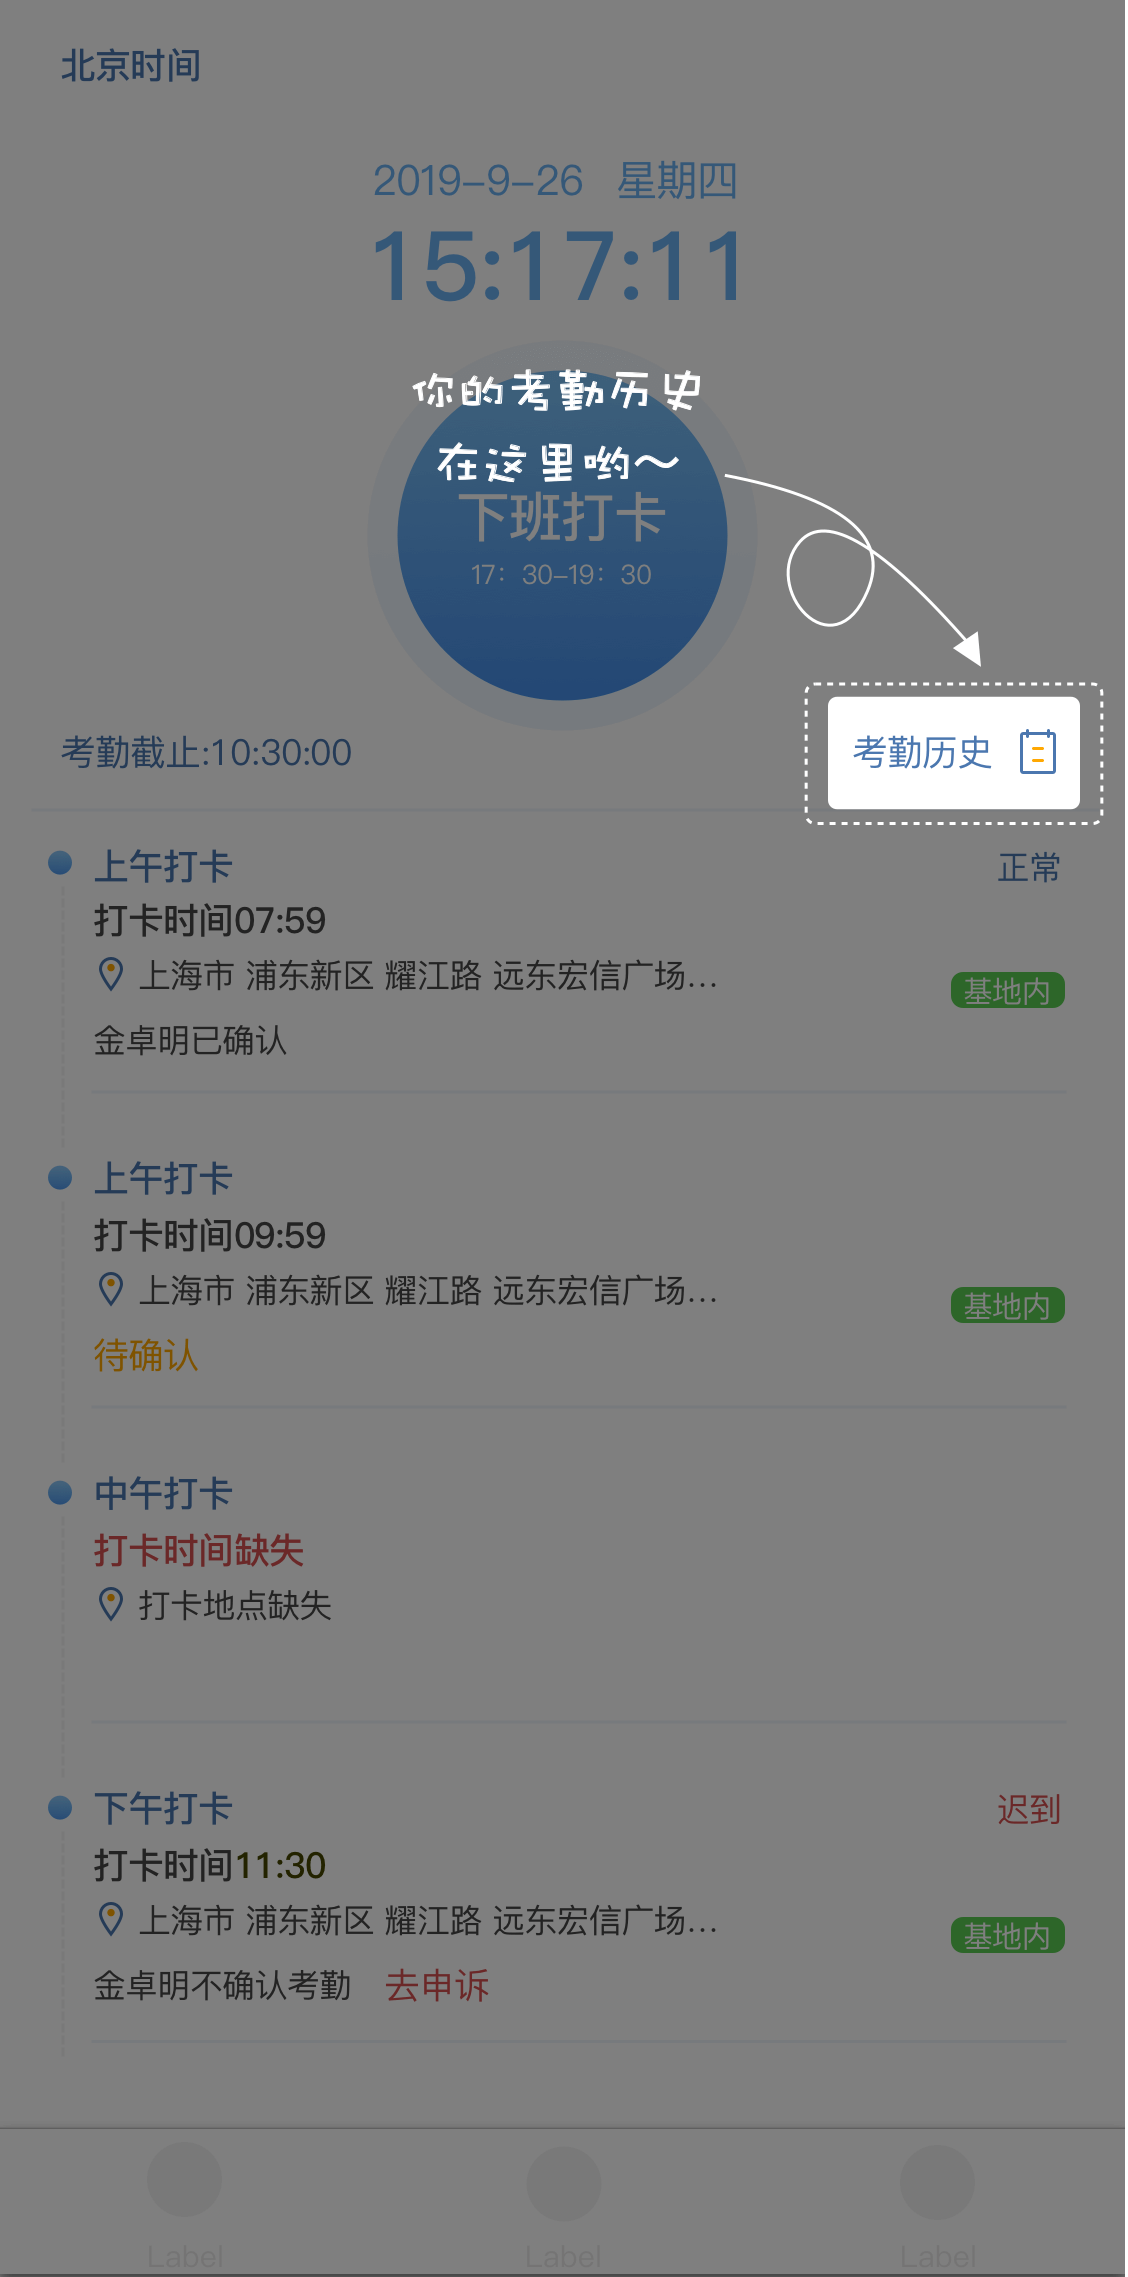 北京时间
2019-9-26 星期四
15:17:11
你的考勤历史
在这里哟～
下班打卡
17：30-19：30
考勤截止:10:30:00
考勤历史
上午打卡 正常
打卡时间07:59
上海市 浦东新区 耀江路 远东宏信广场...
基地内
金卓明已确认
上午打卡
打卡时间09:59
上海市 浦东新区 耀江路 远东宏信广场...
基地内
待确认
中午打卡
打卡时间缺失
打卡地点缺失
下午打卡 迟到
打卡时间11:30
上海市 浦东新区 耀江路 远东宏信广场...
基地内
金卓明不确认考勤 去申诉
Label Label Label